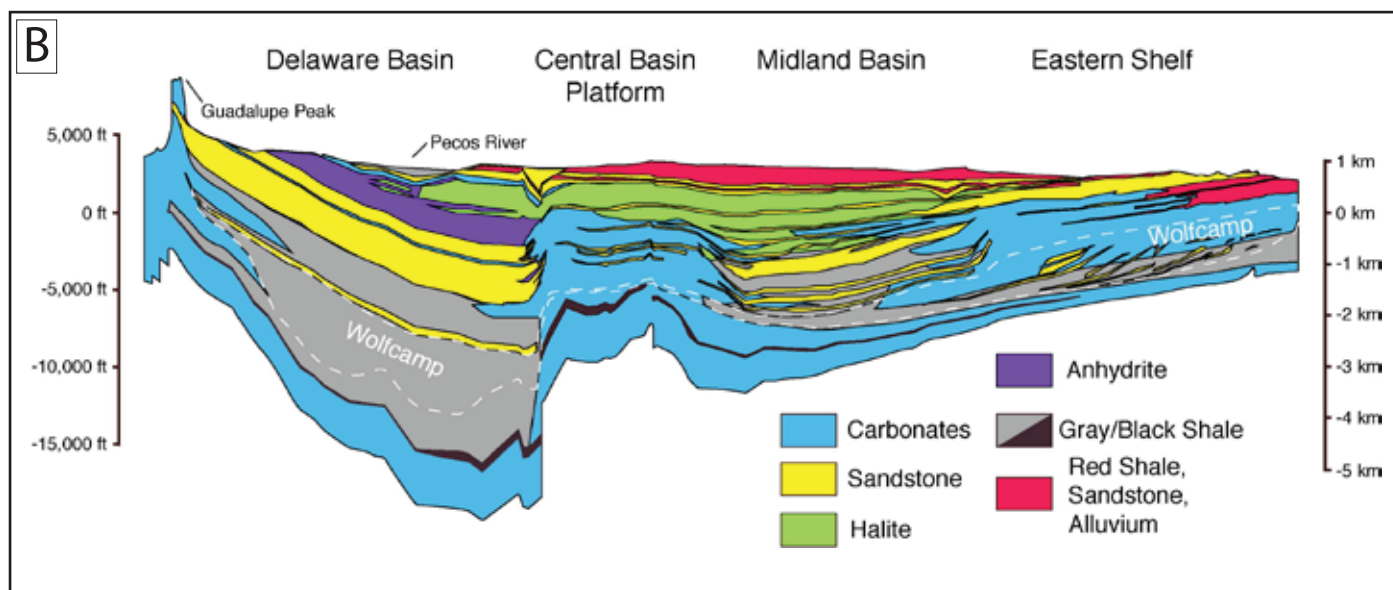 B
Delaware Basin
Central Basin
Platform
Midland Basin
Eastern Shelf
Guadalupe Peak
Pecos River
5,000 ft
0 ft
-5,000 ft
-10,000 ft
-15,000 ft
1 km
0 km
-1 km
-2 km
-3 km
-4 km
-5 km
Wolfcamp
Wolfcamp
Anhydrite
Carbonates
Gray/Black Shale
Sandstone
Red Shale,
Sandstone,
Alluvium
Halite